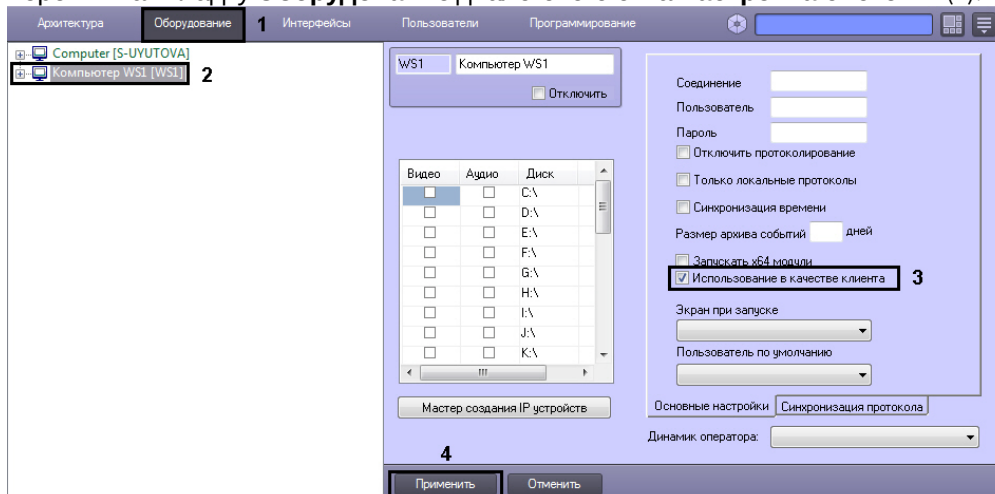 Архитектура Оборудование 1 Интерфейсы Пользователи Программирование
Computer [S-UYUTOVA]
Компьютер WS1 [WS1] 2
WS1 Компьютер WS1
Отключить
Видео Аудио Диск
C:\
D:\
E:\
F:\
G:\
H:\
I:\
J:\
K:\
Мастер создания IP устройств
Соединение
Пользователь
Пароль
Отключить протоколирование
Только локальные протоколы
Синхронизация времени
Размер архива событий дней
Запускать x64 модули
Использование в качестве клиента 3
Экран при запуске
Пользователь по умолчанию
Основные настройки Синхронизация протокола
Динамик оператора:
4
Применить Отменить